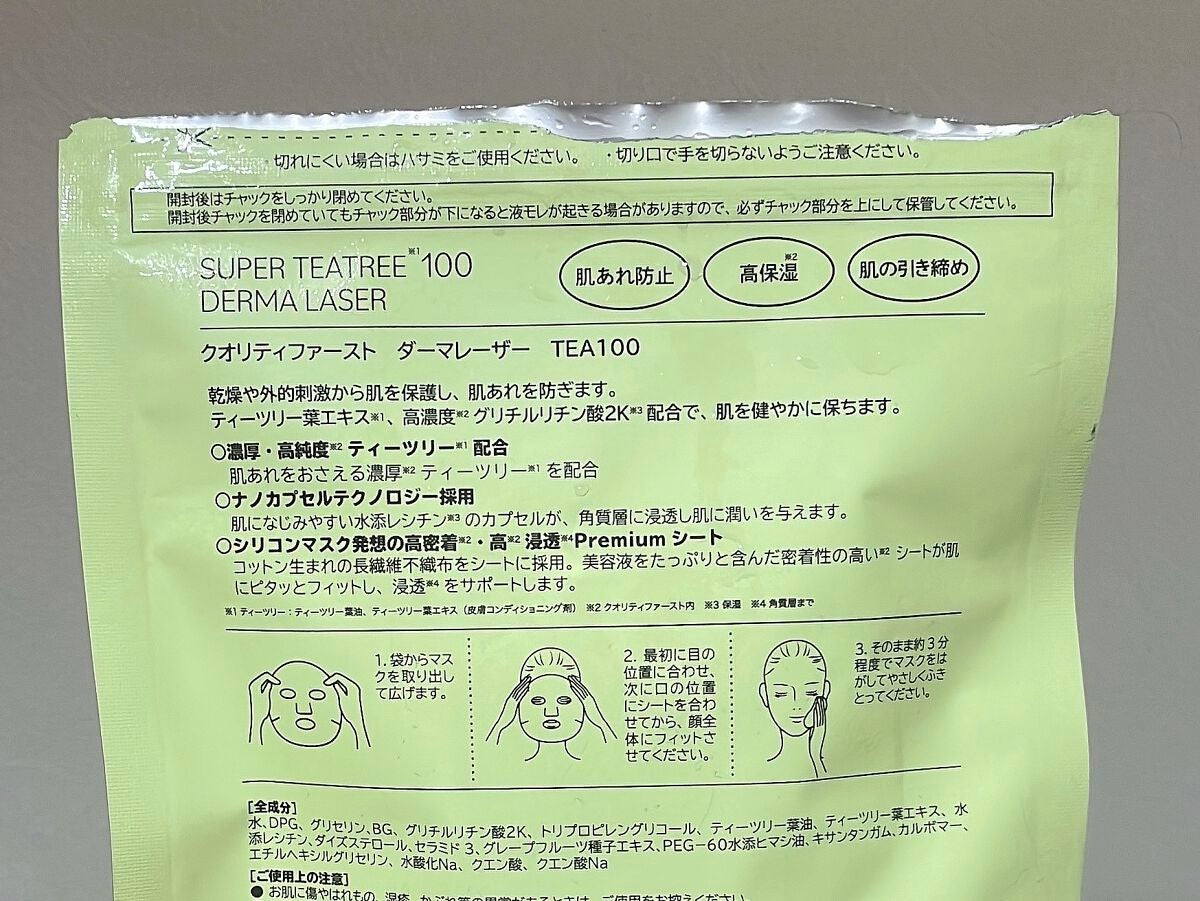 切れにくい場合はハサミをご使用ください。 ・切り口で手を切らないようご注意ください。
開封後はチャックをしっかり閉めてください。
開封後チャックを閉めていてもチャック部分が下になると液モレが起きる場合がありますので、必ずチャック部分を上にして保管してください。
SUPER TEATREE※1 100
DERMA LASER
肌あれ防止 高保湿※2 肌の引き締め
クオリティファースト ダーマレーザー TEA100
乾燥や外的刺激から肌を保護し、肌あれを防ぎます。
ティーツリー葉エキス※1、高濃度※2 グリチルリチン酸2K※3 配合で、肌を健やかに保ちます。
○濃厚・高純度※2 ティーツリー※1 配合
肌あれをおさえる濃厚※2 ティーツリー※1 を配合
○ナノカプセルテクノロジー採用
肌になじみやすい水添レシチン※3 のカプセルが、角質層に浸透し肌に潤いを与えます。
○シリコンマスク発想の高密着※2・高※2 浸透※4Premium シート
コットン生まれの長繊維不織布をシートに採用。美容液をたっぷりと含んだ密着性の高い※2 シートが肌
にピタッとフィットし、浸透※4 をサポートします。
※1 ティーツリー：ティーツリー葉油、ティーツリー葉エキス（皮膚コンディショニング剤） ※2 クオリティファースト内 ※3 保湿 ※4 角質層まで
1. 袋からマス
クを取り出し
て広げます。
2. 最初に目の
位置に合わせ、
次に口の位置
にシートを合わ
せてから、顔全
体にフィットさ
せてください。
3. そのまま約3分
程度でマスクをは
がしてやさしくふき
とってください。
[全成分]
水、DPG、グリセリン、BG、グリチルリチン酸2K、トリプロピレングリコール、ティーツリー葉油、ティーツリー葉エキス、水
添レシチン、ダイズステロール、セラミド3、グレープフルーツ種子エキス、PEG-60水添ヒマシ油、キサンタンガム、カルボマー、
エチルヘキシルグリセリン、水酸化Na、クエン酸、クエン酸Na
[ご使用上の注意]
● お肌に傷やはれもの、湿疹、かぶれ等の異常があるときは、ご使用をお控えください。